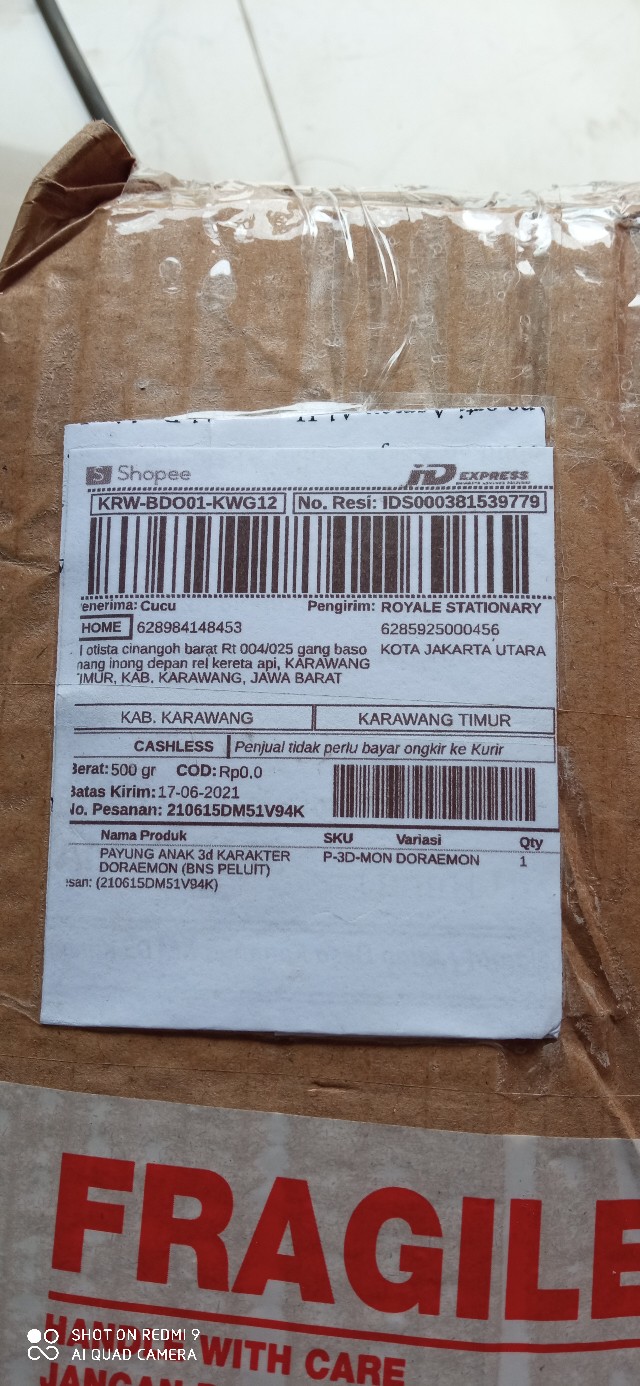 Shopee
iD EXPRESS
KRW-BDO01-KWG12 No. Resi: IDS000381539779
enerima: Cucu Pengirim: ROYALE STATIONARY
HOME 628984148453 6285925000456
l otista cinangoh barat Rt 004/025 gang baso KOTA JAKARTA UTARA
nang inong depan rel kereta api, KARAWANG
TIMUR, KAB. KARAWANG, JAWA BARAT
KAB. KARAWANG KARAWANG TIMUR
CASHLESS Penjual tidak perlu bayar ongkir ke Kurir
Berat: 500 gr COD: Rp0,0
Batas Kirim: 17-06-2021
No. Pesanan: 210615DM51V94K
Nama Produk SKU Variasi Qty
PAYUNG ANAK 3d KARAKTER P-3D-MON DORAEMON 1
DORAEMON (BNS PELUIT)
san: (210615DM51V94K)
FRAGILE
HANDLE WITH CARE
JANGAN
SHOT ON REDMI 9
AI QUAD CAMERA